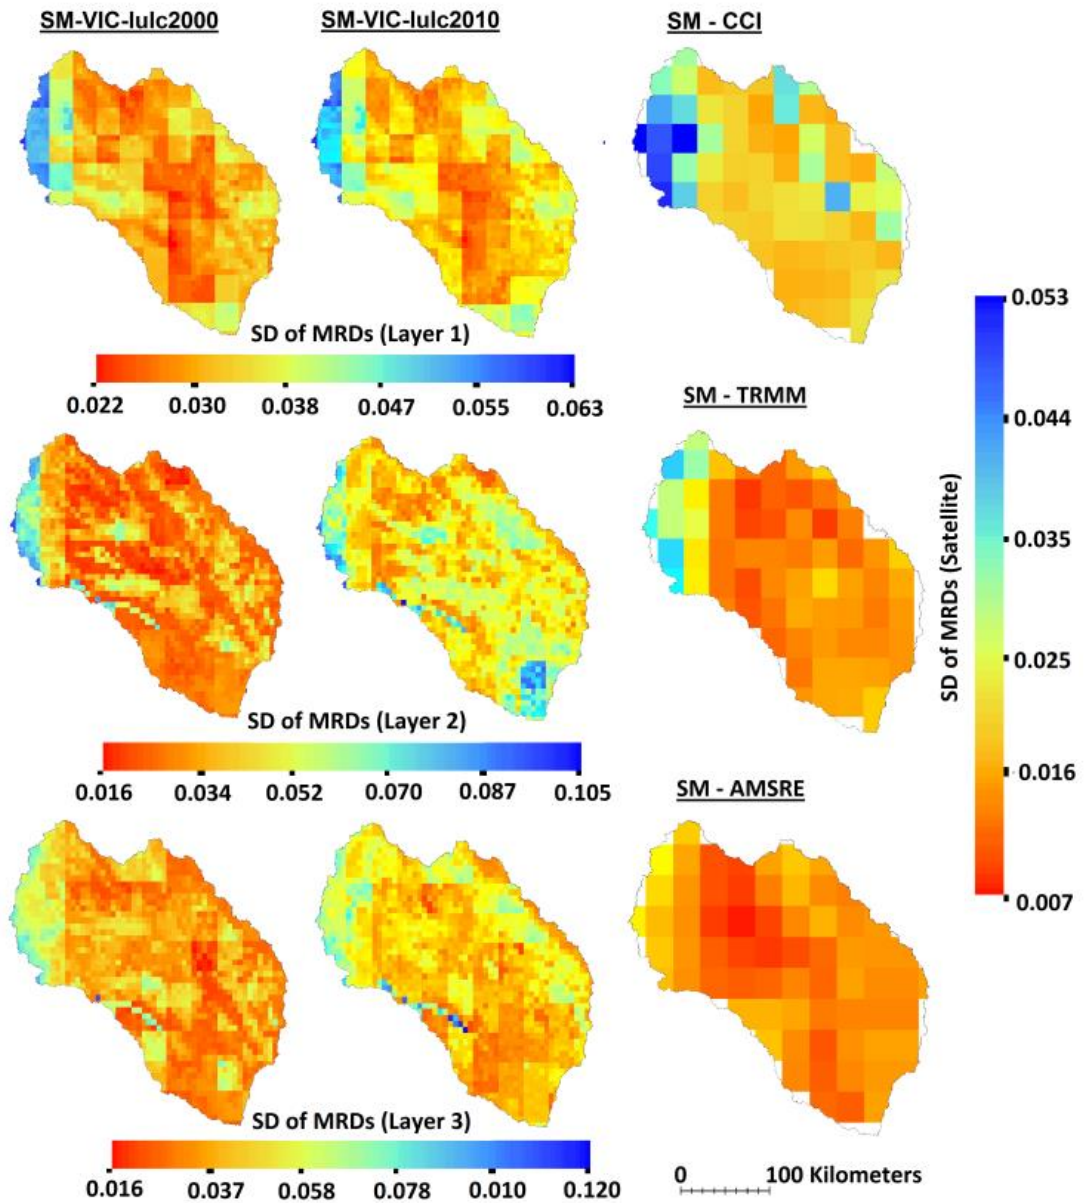 SM-VIC-lulc2000 SM-VIC-lulc2010 SM - CCI
SD of MRDs (Layer 1)
0.022 0.030 0.038 0.047 0.055 0.063
SM - TRMM
SD of MRDs (Layer 2)
0.016 0.034 0.052 0.070 0.087 0.105
SM - AMSRE
SD of MRDs (Layer 3)
0.016 0.037 0.058 0.078 0.010 0.120
0.053
0.044
0.035
0.025
0.016
0.007
SD of MRDs (Satellite)
0 100 Kilometers